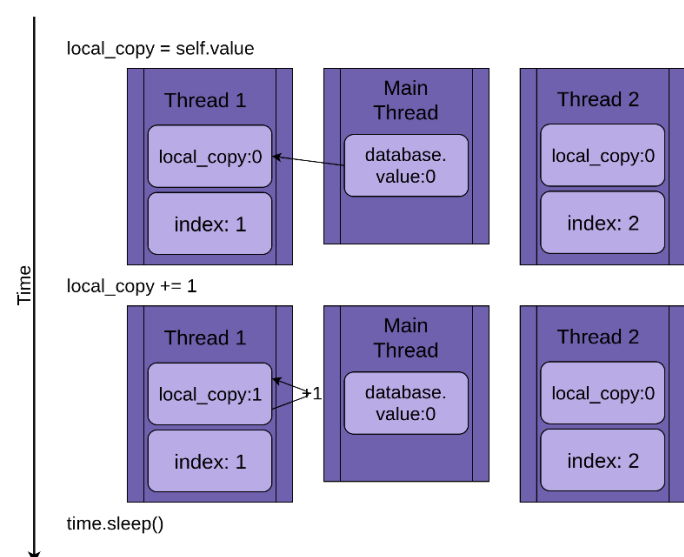 local_copy = self.value
Thread 1
Main
Thread
Thread 2
local_copy:0
database.
value:0
local_copy:0
index: 1
index: 2
Time
local_copy += 1
Thread 1
Main
Thread
Thread 2
local_copy:1
+1
database.
value:0
local_copy:0
index: 1
index: 2
time.sleep()